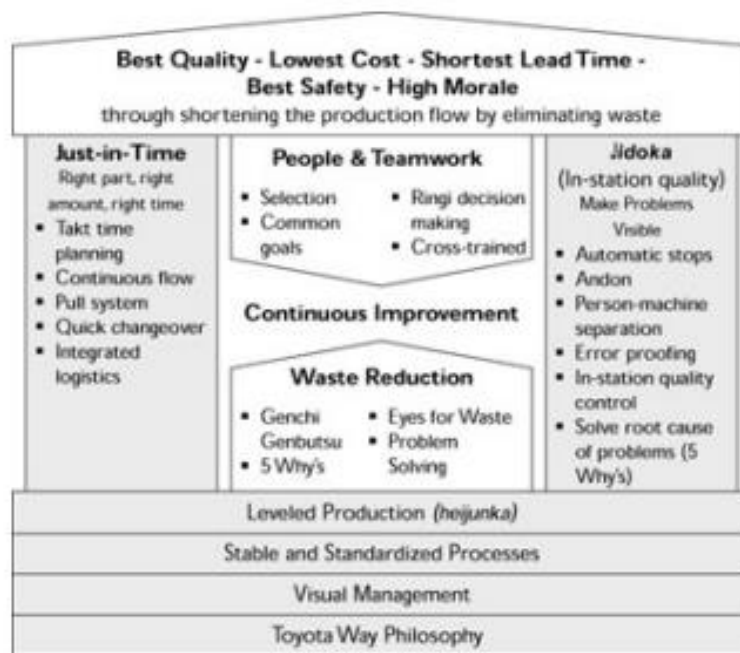 Best Quality - Lowest Cost - Shortest Lead Time -
Best Safety - High Morale
through shortening the production flow by eliminating waste
Just-in-Time
Right part, right
amount, right time
▪ Takt time
planning
▪ Continuous flow
▪ Pull system
▪ Quick changeover
▪ Integrated
logistics
People & Teamwork
▪ Selection
▪ Common
goals
▪ Ringi decision
making
▪ Cross-trained
Continuous Improvement
Waste Reduction
▪ Genchi
Genbutsu
▪ 5 Why's
▪ Eyes for Waste
▪ Problem
Solving
Jidoka
(In-station quality)
Make Problems
Visible
▪ Automatic stops
▪ Andon
▪ Person-machine
separation
▪ Error proofing
▪ In-station quality
control
▪ Solve root cause
of problems (5
Why's)
Leveled Production (heijunka)
Stable and Standardized Processes
Visual Management
Toyota Way Philosophy